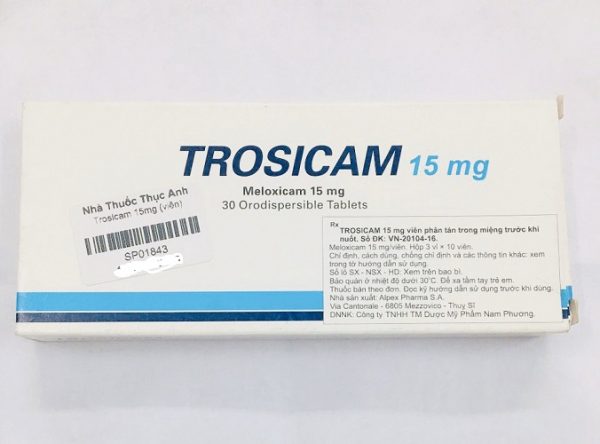 TROSICAM 15 mg
Meloxicam 15 mg
30 Orodispersible Tablets
Nhà Thuốc Thục Anh
Trosicam 15mg (viên)
SP01843
Rx
TROSICAM 15 mg viên phân tán trong miệng trước khi
nuốt. Số ĐK: VN-20104-16.
Meloxicam 15 mg/viên. Hộp 3 vỉ x 10 viên.
Chỉ định, cách dùng, chống chỉ định và các thông tin khác: xem
trong tờ hướng dẫn sử dụng.
Số lô SX - NSX - HD: Xem trên bao bì.
Bảo quản ở nhiệt độ dưới 30°C. Để xa tầm tay trẻ em.
Thuốc bán theo đơn. Đọc kỹ hướng dẫn sử dụng trước khi dùng.
Nhà sản xuất: Alpex Pharma S.A.
Via Cantonale - 6805 Mezzovico - Thuỵ Sĩ
DNNK: Công ty TNHH TM Dược Mỹ Phẩm Nam Phương.